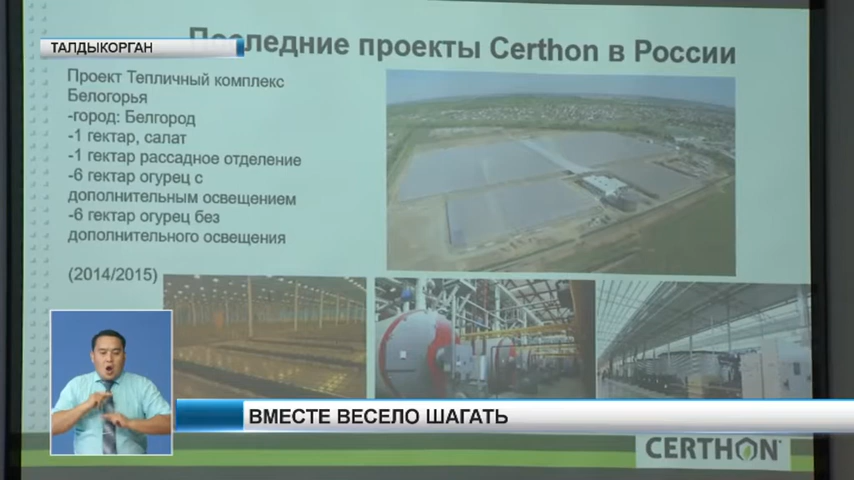 ТАЛДЫКОРГАН
Последние проекты Certhon в России
Проект Тепличный комплекс
Белогорья
-город: Белгород
-1 гектар, салат
-1 гектар рассадное отделение
-6 гектар огурец с
дополнительным освещением
-6 гектар огурец без
дополнительного освещения
(2014/2015)
ВМЕСТЕ ВЕСЕЛО ШАГАТЬ
CERTHON